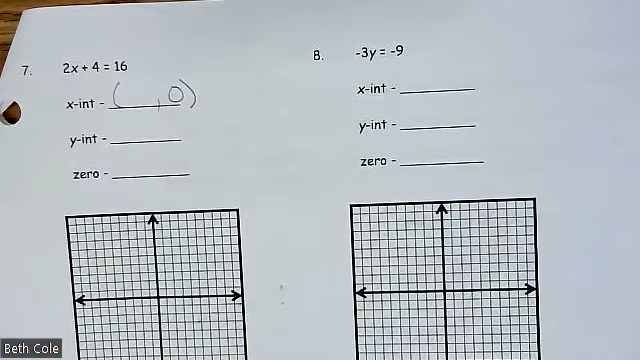 7. 2x + 4 = 16
x-int - ( , 0)
y-int -
zero -
8. -3y = -9
x-int -
y-int -
zero -
Beth Cole